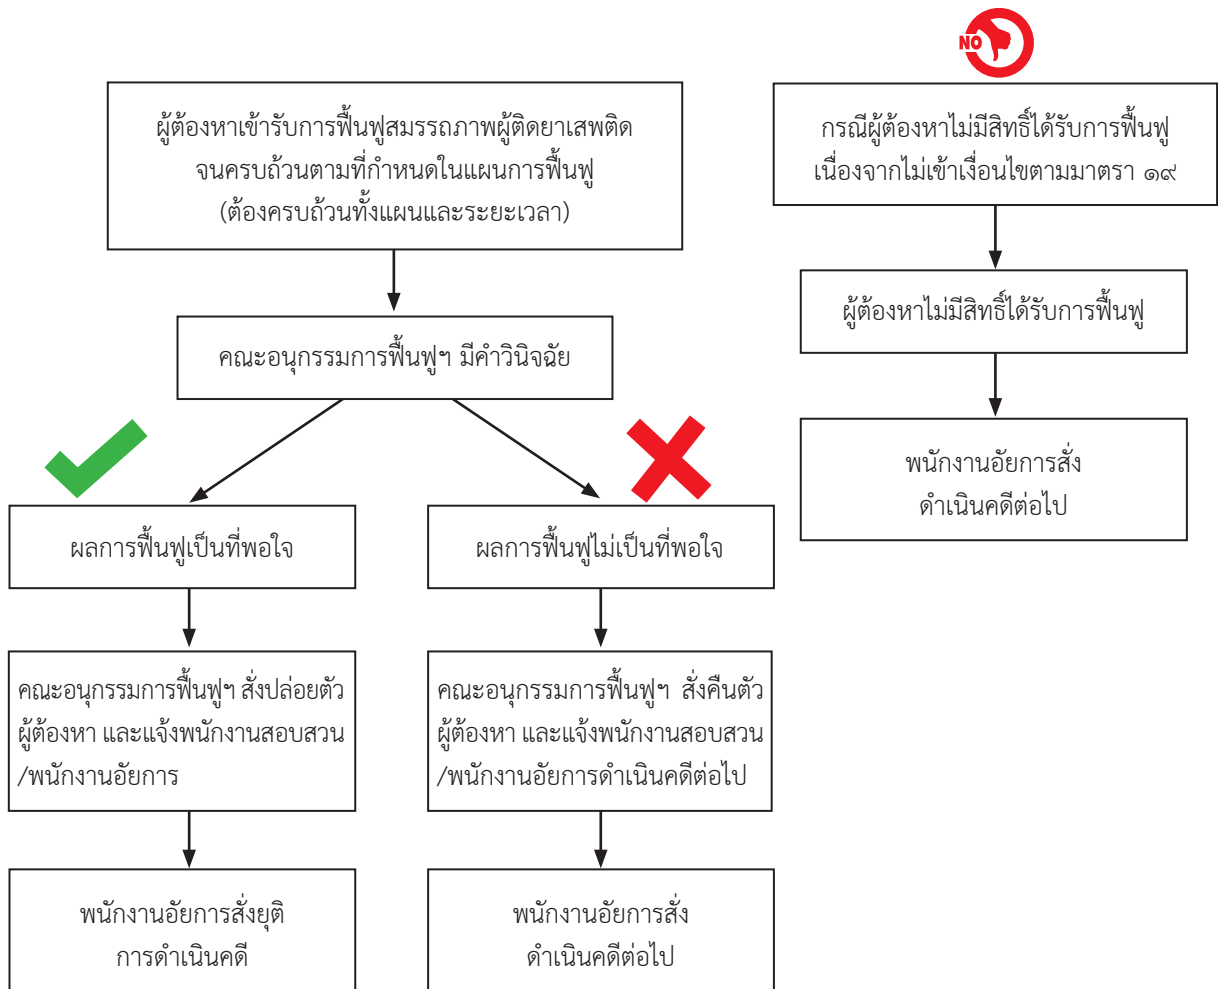 ผู้ต้องหาเข้ารับการฟื้นฟูสมรรถภาพผู้ติดยาเสพติด
จนครบถ้วนตามที่กำหนดในแผนการฟื้นฟู
(ต้องครบถ้วนทั้งแผนและระยะเวลา)
คณะอนุกรรมการฟื้นฟูฯ มีคำวินิจฉัย
ผลการฟื้นฟูเป็นที่พอใจ
คณะอนุกรรมการฟื้นฟูฯ สั่งปล่อยตัว
ผู้ต้องหา และแจ้งพนักงานสอบสวน
/พนักงานอัยการ
พนักงานอัยการสั่งยุติ
การดำเนินคดี
ผลการฟื้นฟูไม่เป็นที่พอใจ
คณะอนุกรรมการฟื้นฟูฯ สั่งคืนตัว
ผู้ต้องหา และแจ้งพนักงานสอบสวน
/พนักงานอัยการดำเนินคดีต่อไป
พนักงานอัยการสั่ง
ดำเนินคดีต่อไป
NO
กรณีผู้ต้องหาไม่มีสิทธิ์ได้รับการฟื้นฟู
เนื่องจากไม่เข้าเงื่อนไขตามมาตรา ๑๙
ผู้ต้องหาไม่มีสิทธิ์ได้รับการฟื้นฟู
พนักงานอัยการสั่ง
ดำเนินคดีต่อไป